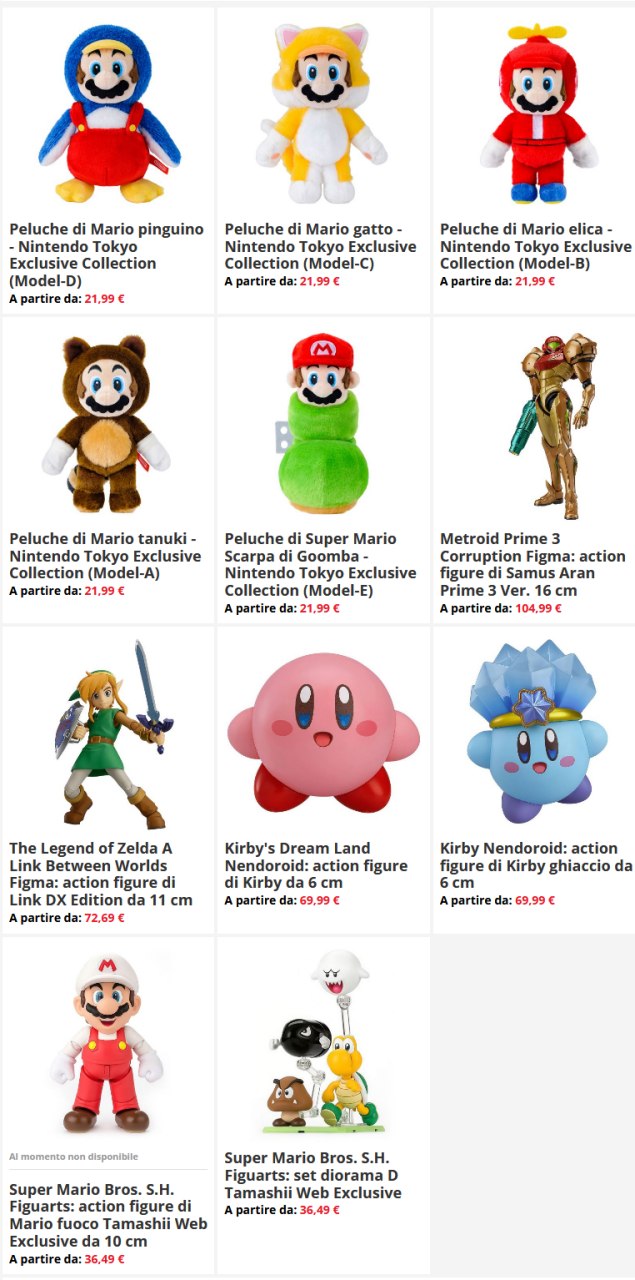 Peluche di Mario pinguino
- Nintendo Tokyo
Exclusive Collection
(Model-D)
A partire da: 21,99 €
Peluche di Mario gatto -
Nintendo Tokyo Exclusive
Collection (Model-C)
A partire da: 21,99 €
Peluche di Mario elica -
Nintendo Tokyo Exclusive
Collection (Model-B)
A partire da: 21,99 €
Peluche di Mario tanuki -
Nintendo Tokyo Exclusive
Collection (Model-A)
A partire da: 21,99 €
Peluche di Super Mario
Scarpa di Goomba -
Nintendo Tokyo Exclusive
Collection (Model-E)
A partire da: 21,99 €
Metroid Prime 3
Corruption Figma: action
figure di Samus Aran
Prime 3 Ver. 16 cm
A partire da: 104,99 €
The Legend of Zelda A
Link Between Worlds
Figma: action figure di
Link DX Edition da 11 cm
A partire da: 72,69 €
Kirby's Dream Land
Nendoroid: action figure
di Kirby da 6 cm
A partire da: 69,99 €
Kirby Nendoroid: action
figure di Kirby ghiaccio da
6 cm
A partire da: 69,99 €
Al momento non disponibile
Super Mario Bros. S.H.
Figuarts: action figure di
Mario fuoco Tamashii Web
Exclusive da 10 cm
A partire da: 36,49 €
Super Mario Bros. S.H.
Figuarts: set diorama D
Tamashii Web Exclusive
A partire da: 36,49 €